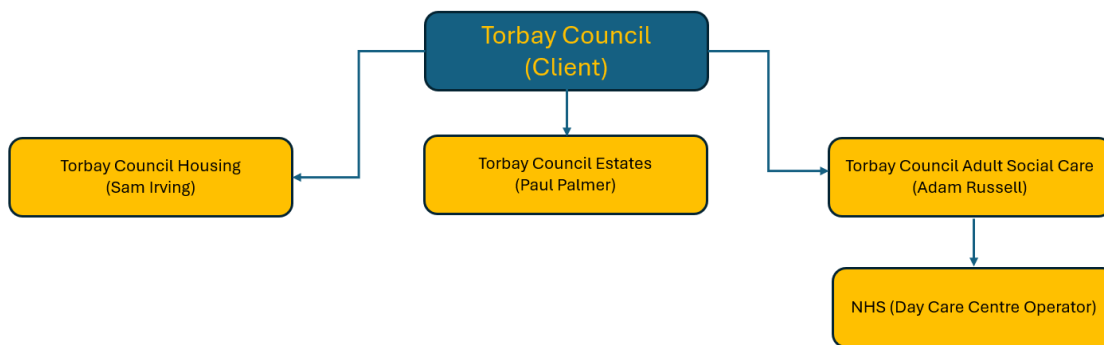 Torbay Council
(Client)
Torbay Council Housing
(Sam Irving)
Torbay Council Estates
(Paul Palmer)
Torbay Council Adult Social Care
(Adam Russell)
NHS (Day Care Centre Operator)